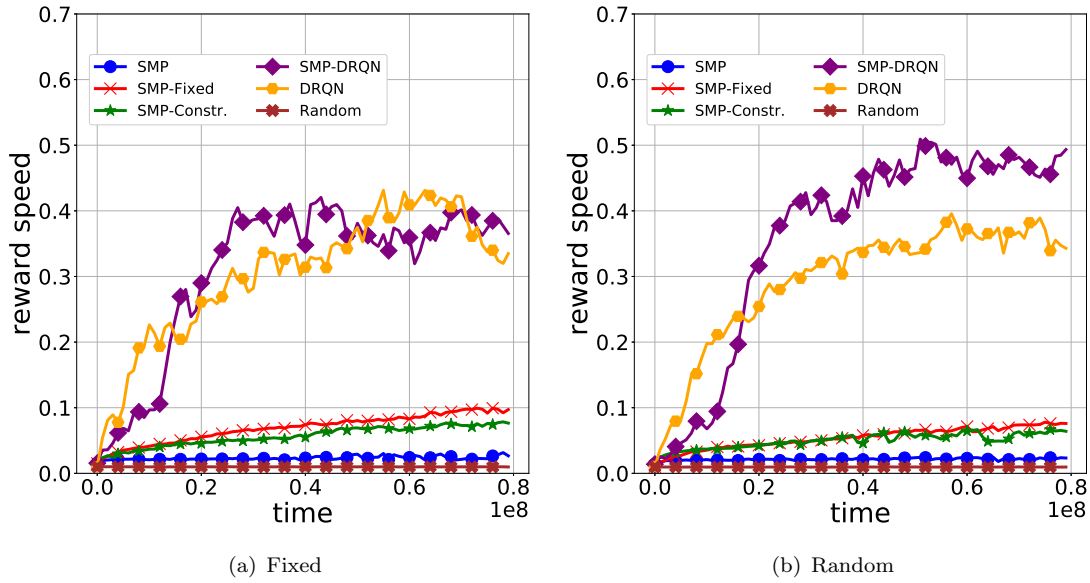 0.7
0.6
0.5
0.4
0.3
0.2
0.1
0.0
reward speed
SMP
SMP-Fixed
SMP-Constr.
SMP-DRQN
DRQN
Random
0.0 0.2 0.4 0.6 0.8
1e8
time
(a) Fixed
0.7
0.6
0.5
0.4
0.3
0.2
0.1
0.0
reward speed
SMP
SMP-Fixed
SMP-Constr.
SMP-DRQN
DRQN
Random
0.0 0.2 0.4 0.6 0.8
1e8
time
(b) Random